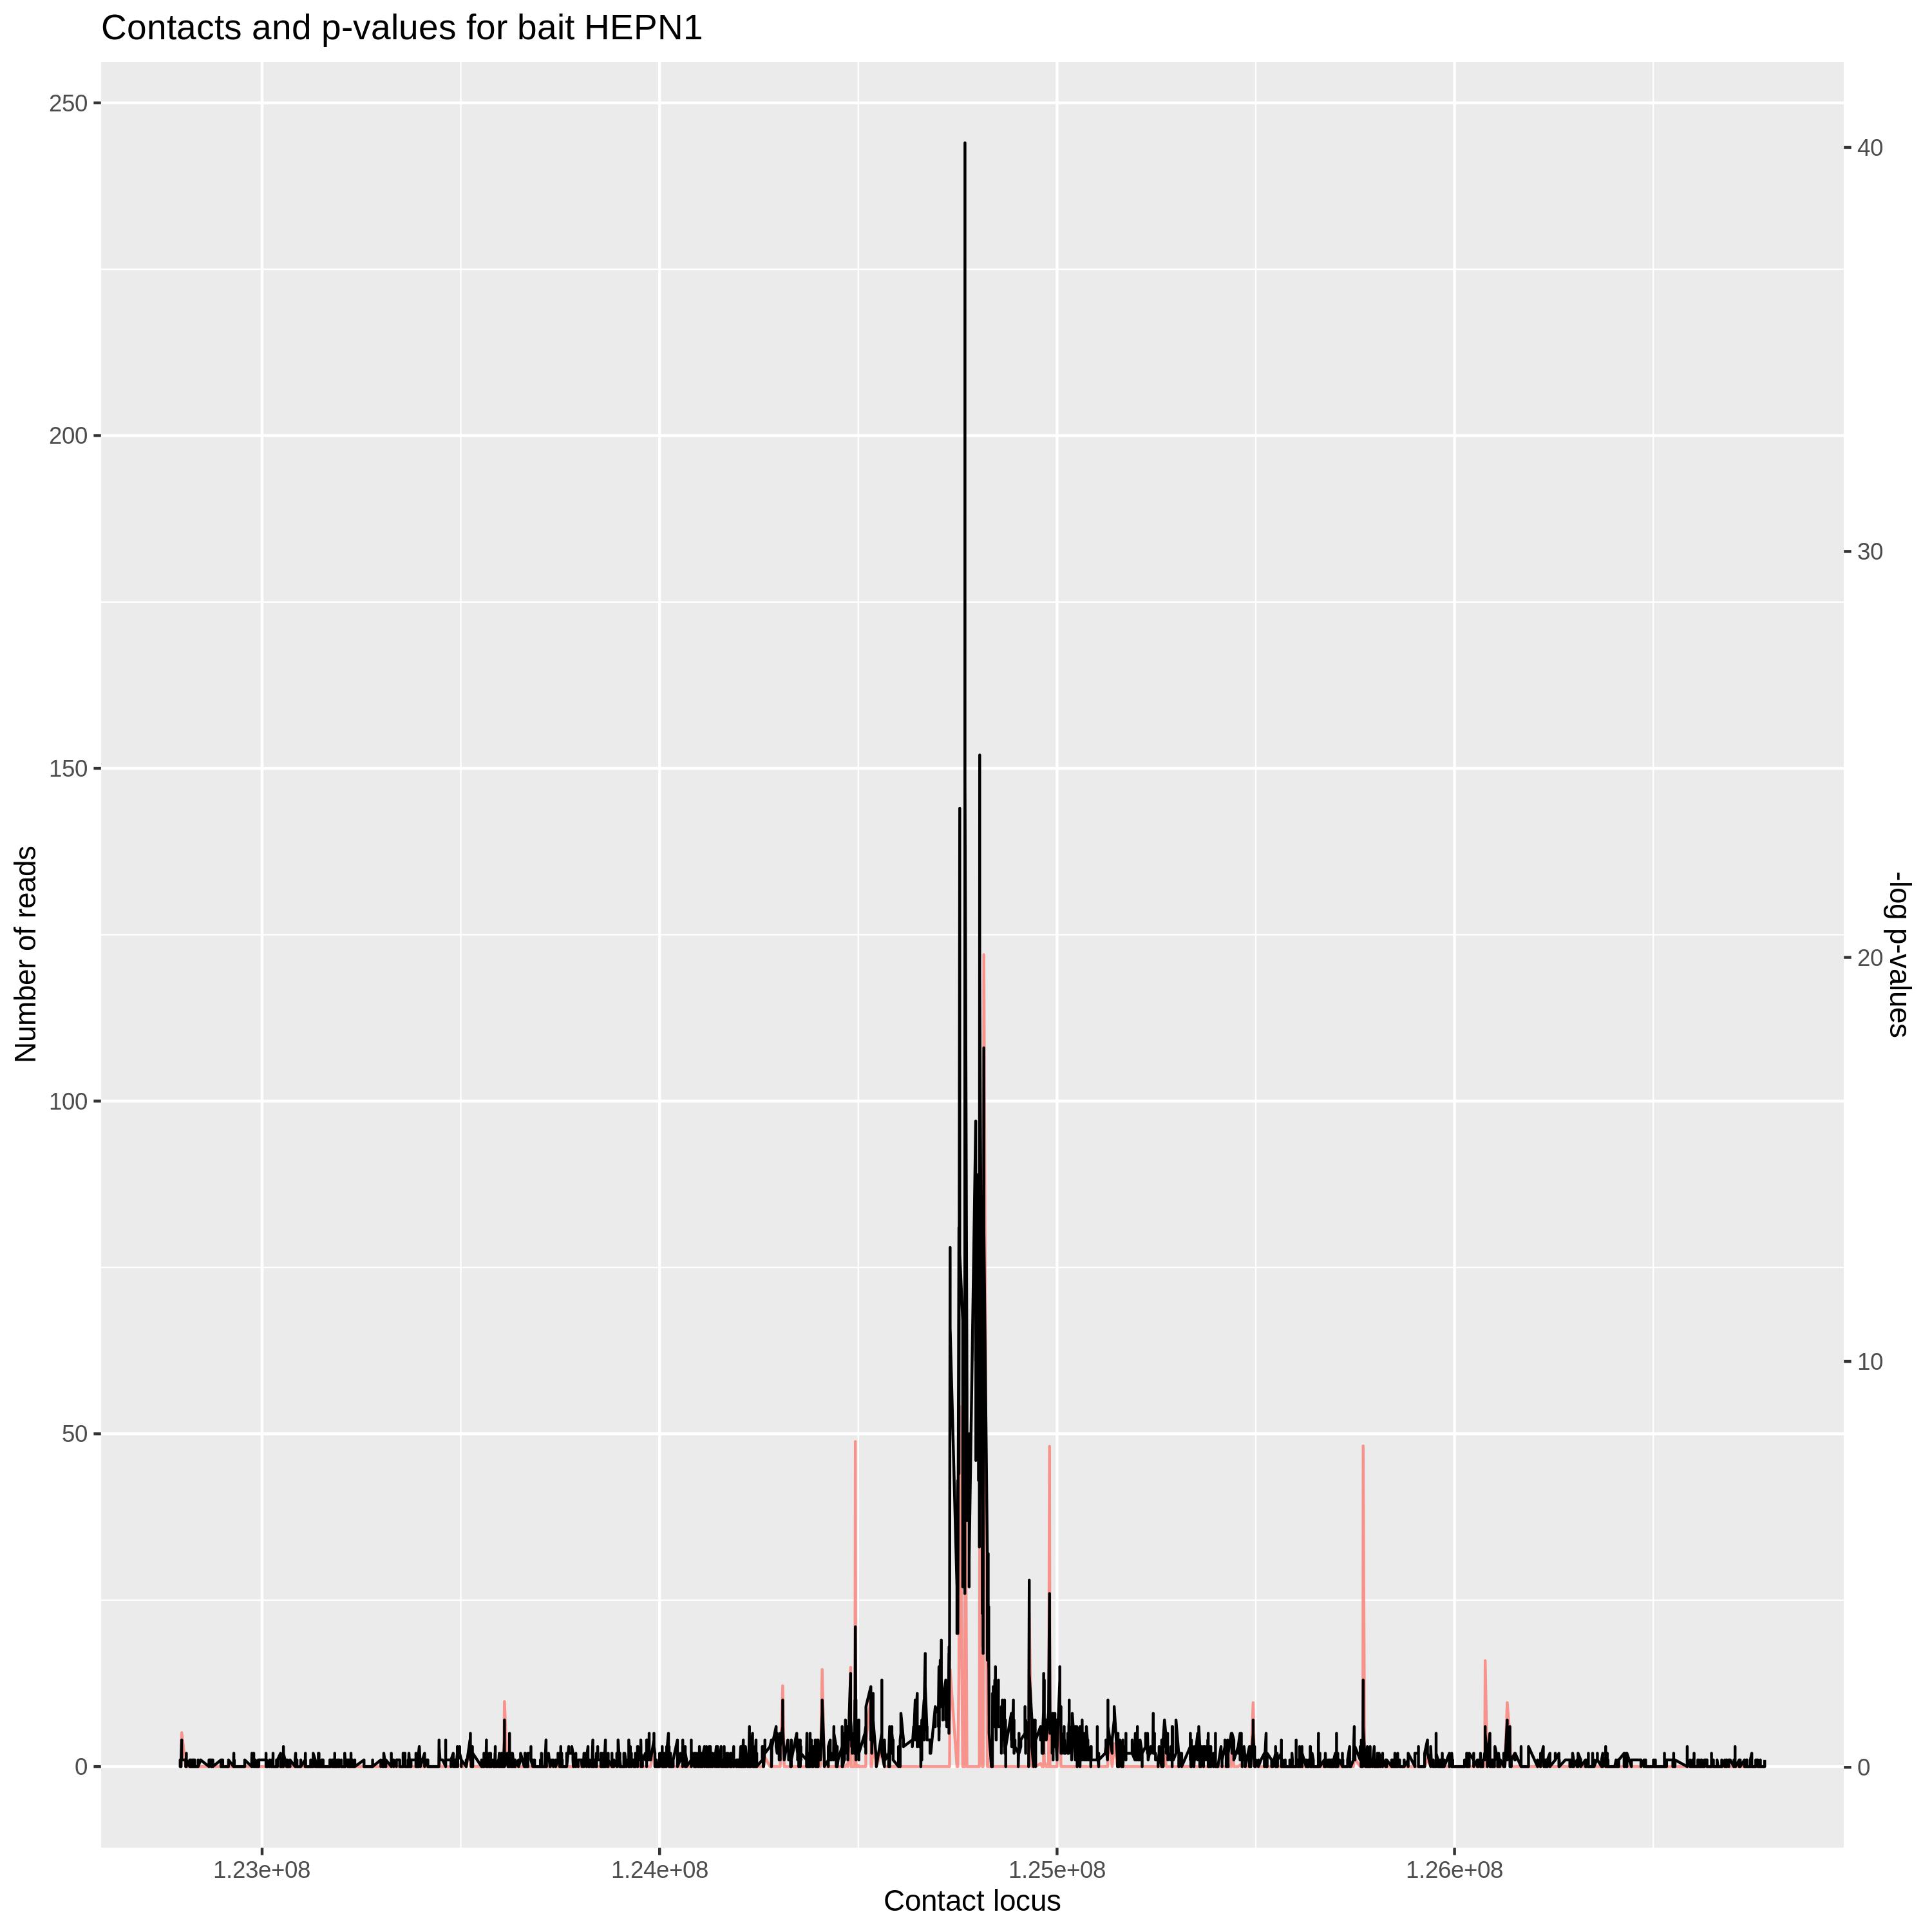 Contacts and p-values for bait HEPN1
250
200
150
100
50
0
Number of reads
40
30
20
10
0
-log p-values
1.23e+08
1.24e+08
1.25e+08
1.26e+08
Contact locus